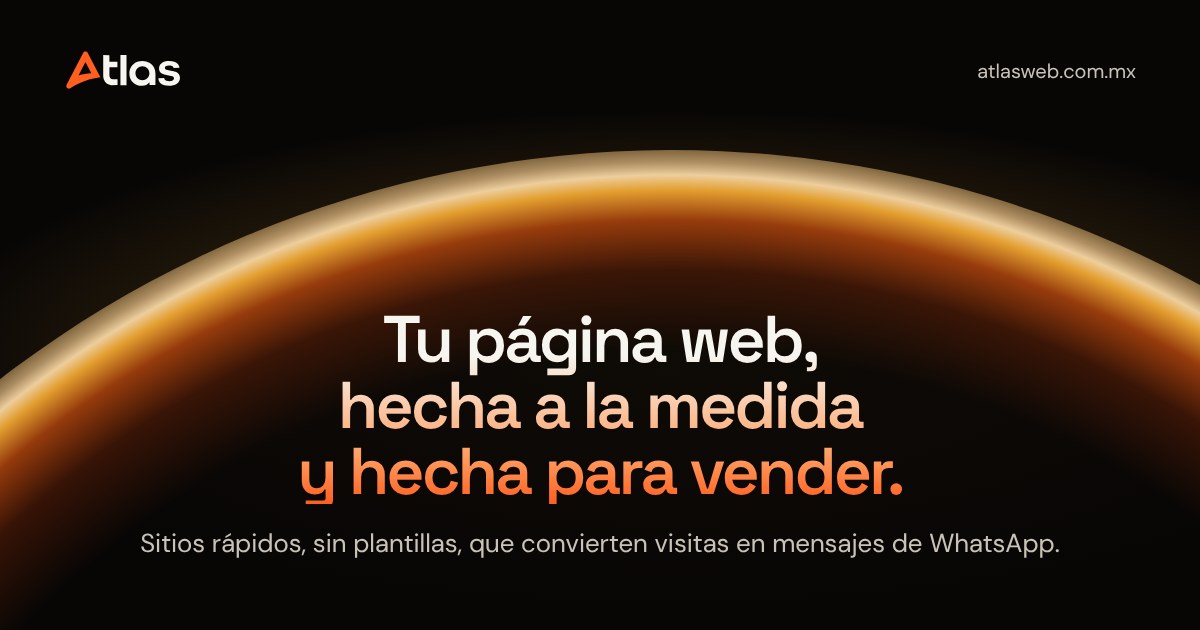 Atlas
atlasweb.com.mx
Tu página web,
hecha a la medida
y hecha para vender.
Sitios rápidos, sin plantillas, que convierten visitas en mensajes de WhatsApp.